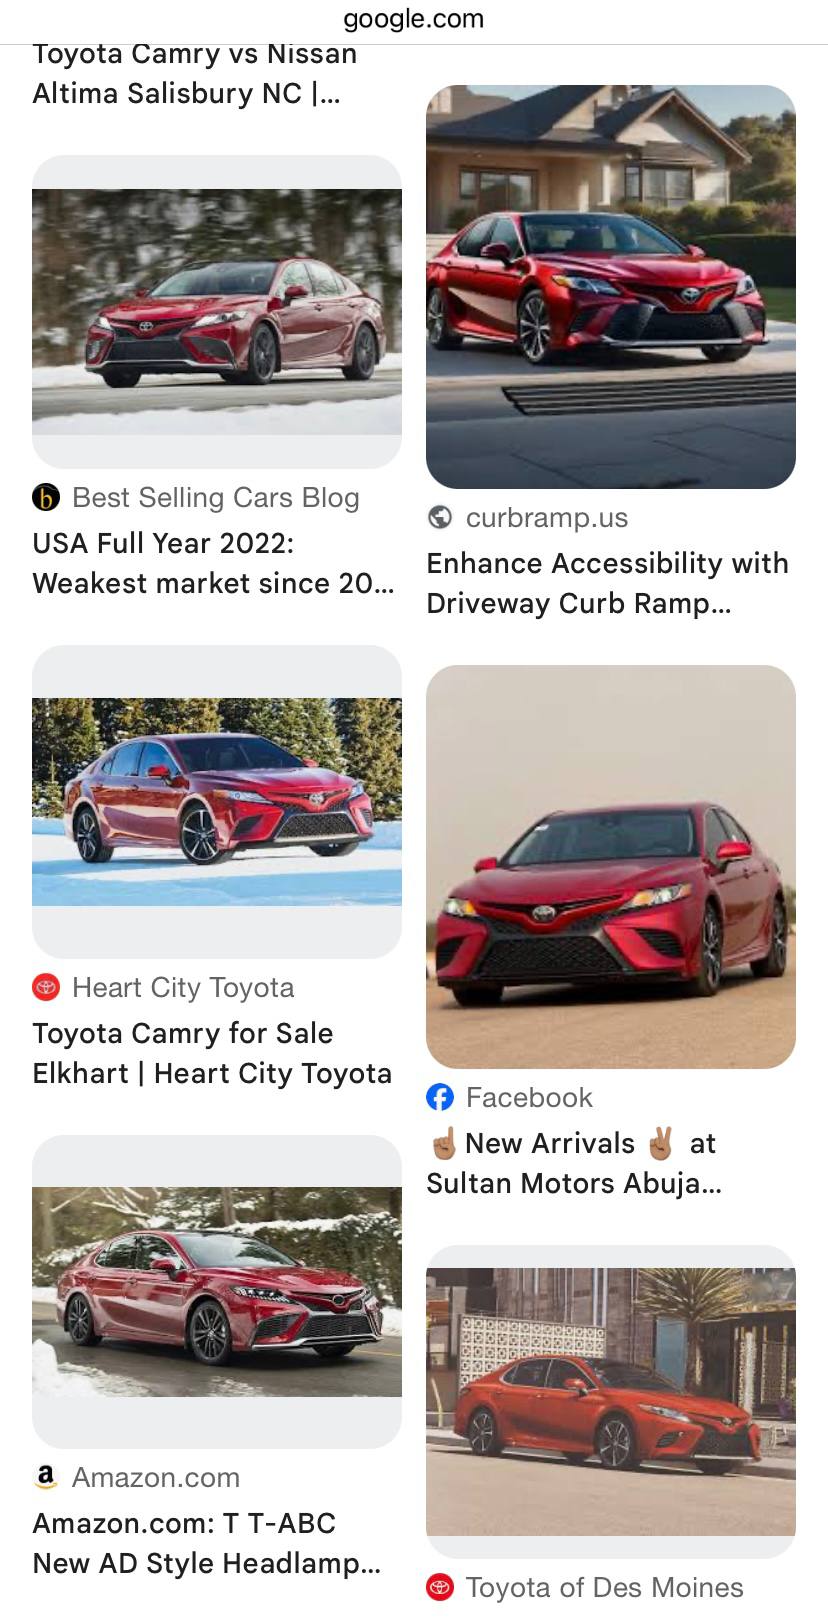 google.com
Toyota Camry vs Nissan
Altima Salisbury NC |...
Best Selling Cars Blog
USA Full Year 2022:
Weakest market since 20...
curbramp.us
Enhance Accessibility with
Driveway Curb Ramp...
Heart City Toyota
Toyota Camry for Sale
Elkhart | Heart City Toyota
Facebook
☝🏽New Arrivals ✌🏽 at
Sultan Motors Abuja...
Amazon.com
Amazon.com: T T-ABC
New AD Style Headlamp...
Toyota of Des Moines